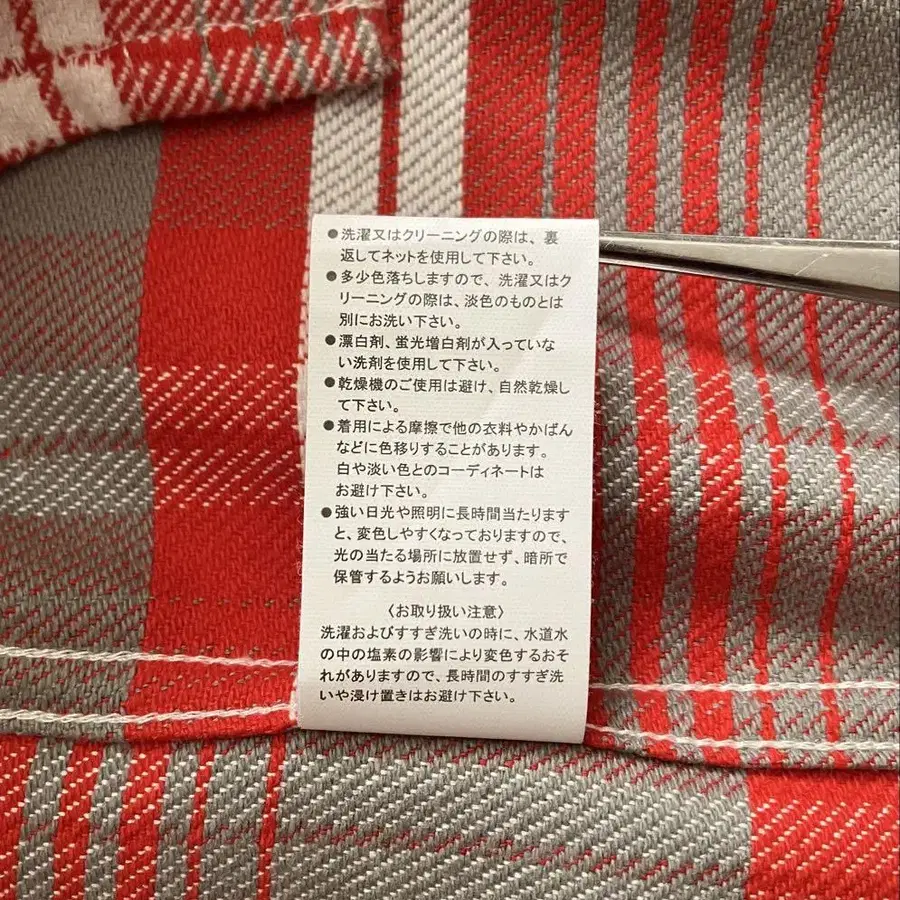 ●洗濯又はクリーニングの際は、裏
返してネットを使用して下さい。
●多少色落ちしますので、洗濯又はク
リーニングの際は、淡色のものとは
別にお洗い下さい。
●漂白剤、蛍光増白剤が入っていな
い洗剤を使用して下さい。
●乾燥機のご使用は避け、自然乾燥し
て下さい。
●着用による摩擦で他の衣料やかばん
などに色移りすることがあります。
白や淡い色とのコーディネートは
お避け下さい。
●強い日光や照明に長時間当たります
と、変色しやすくなっておりますので、
光の当たる場所に放置せず、暗所で
保管するようお願いします。
〈お取り扱い注意〉
洗濯およびすすぎ洗いの時に、水道水
の中の塩素の影響により変色するおそ
れがありますので、長時間のすすぎ洗
いや浸け置きはお避け下さい。